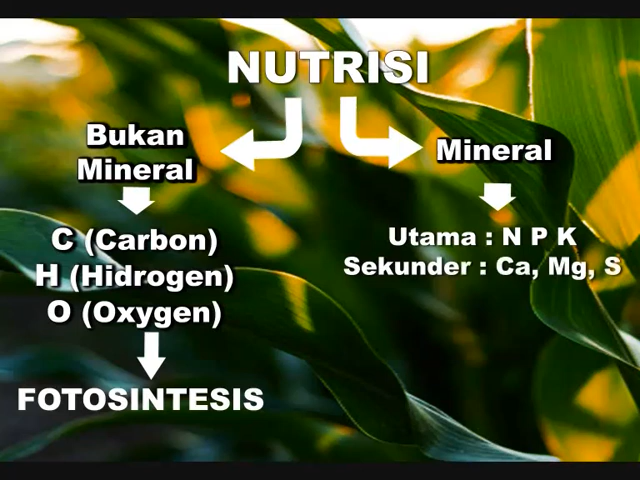 NUTRISI
Bukan
Mineral
C (Carbon)
H (Hidrogen)
O (Oxygen)
FOTOSINTESIS
Mineral
Utama : N P K
Sekunder : Ca, Mg, S